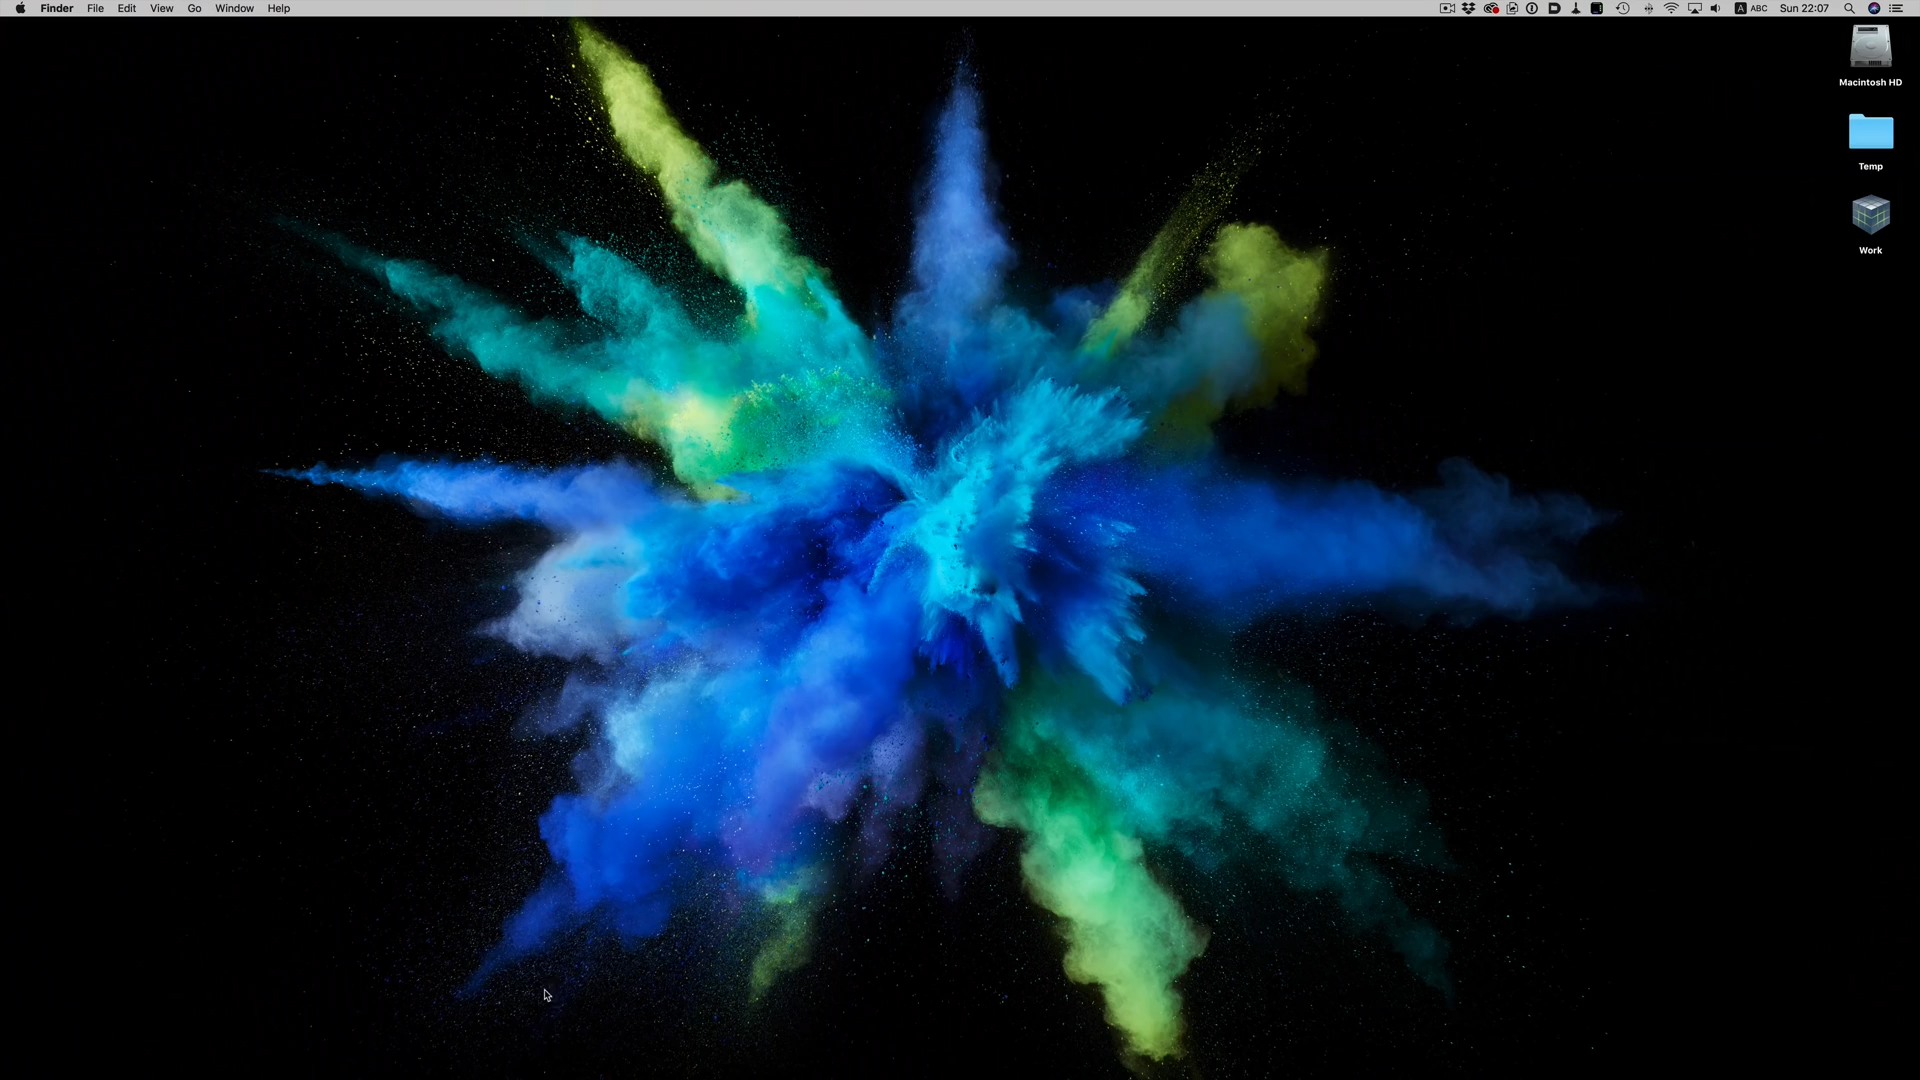 Finder File Edit View Go Window Help
A ABC Sun 22:07
Macintosh HD
Temp
Work